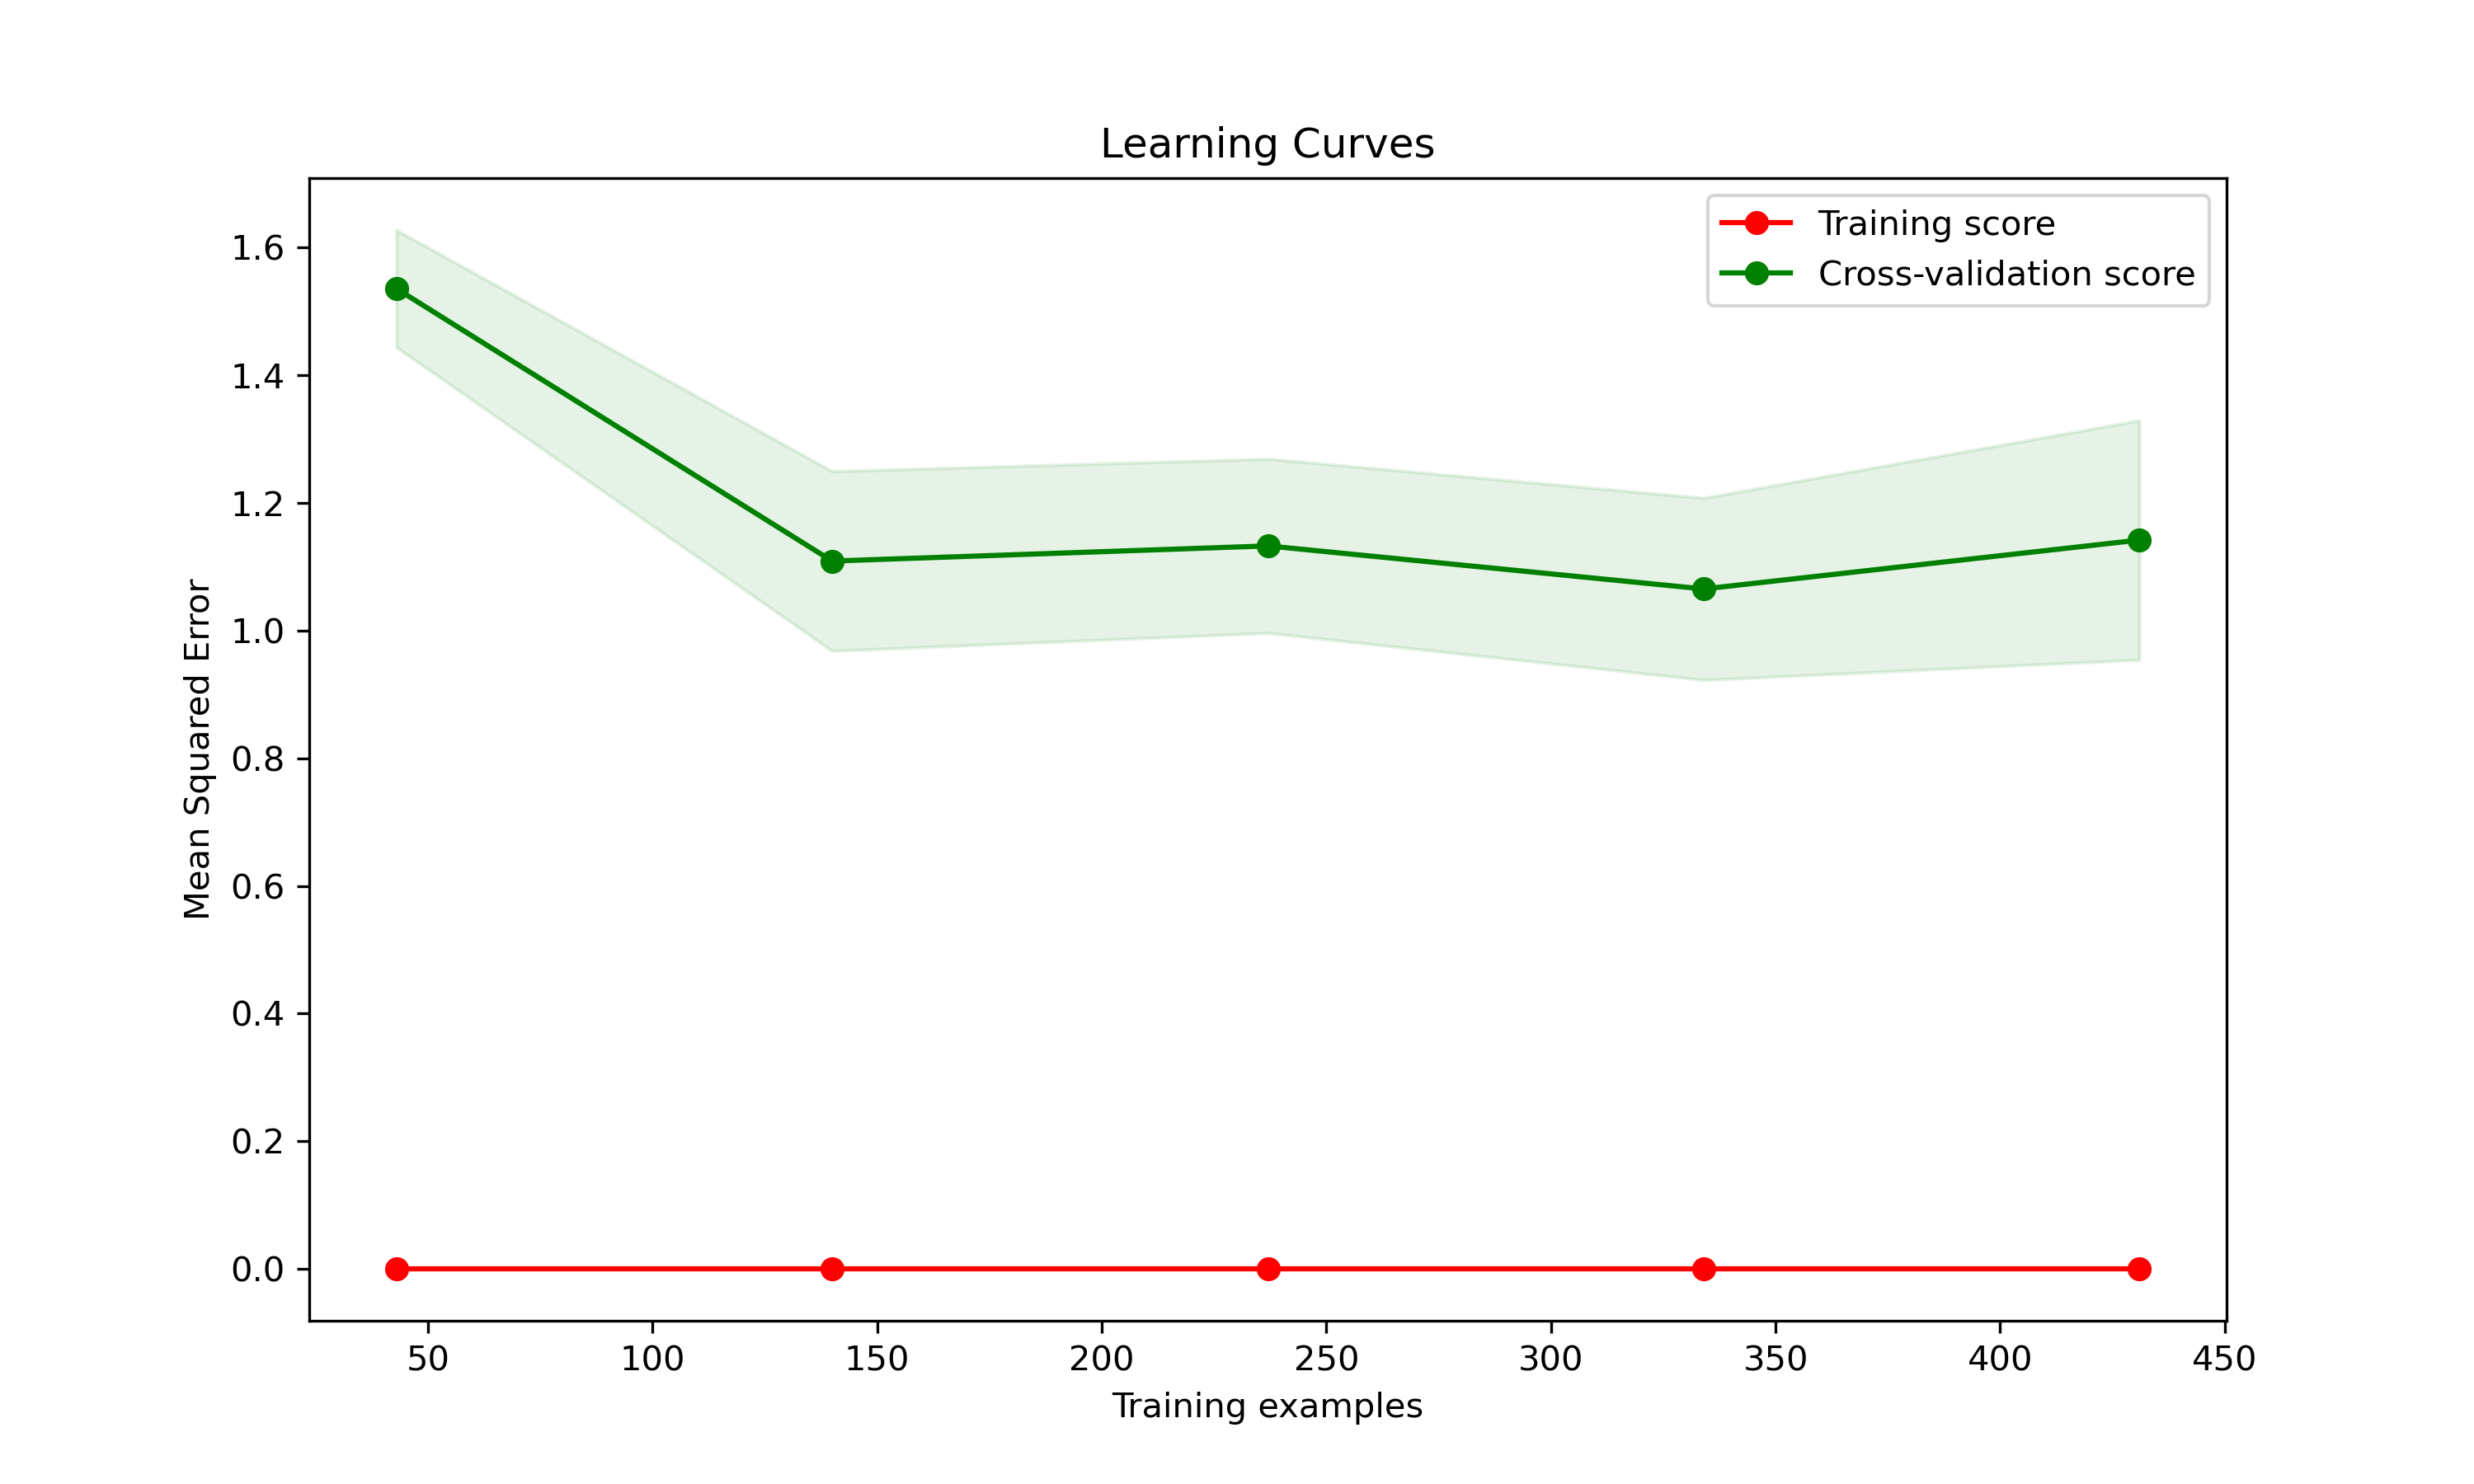 Learning Curves
Training score
Cross-validation score
Mean Squared Error
1.6
1.4
1.2
1.0
0.8
0.6
0.4
0.2
0.0
50 100 150 200 250 300 350 400 450
Training examples